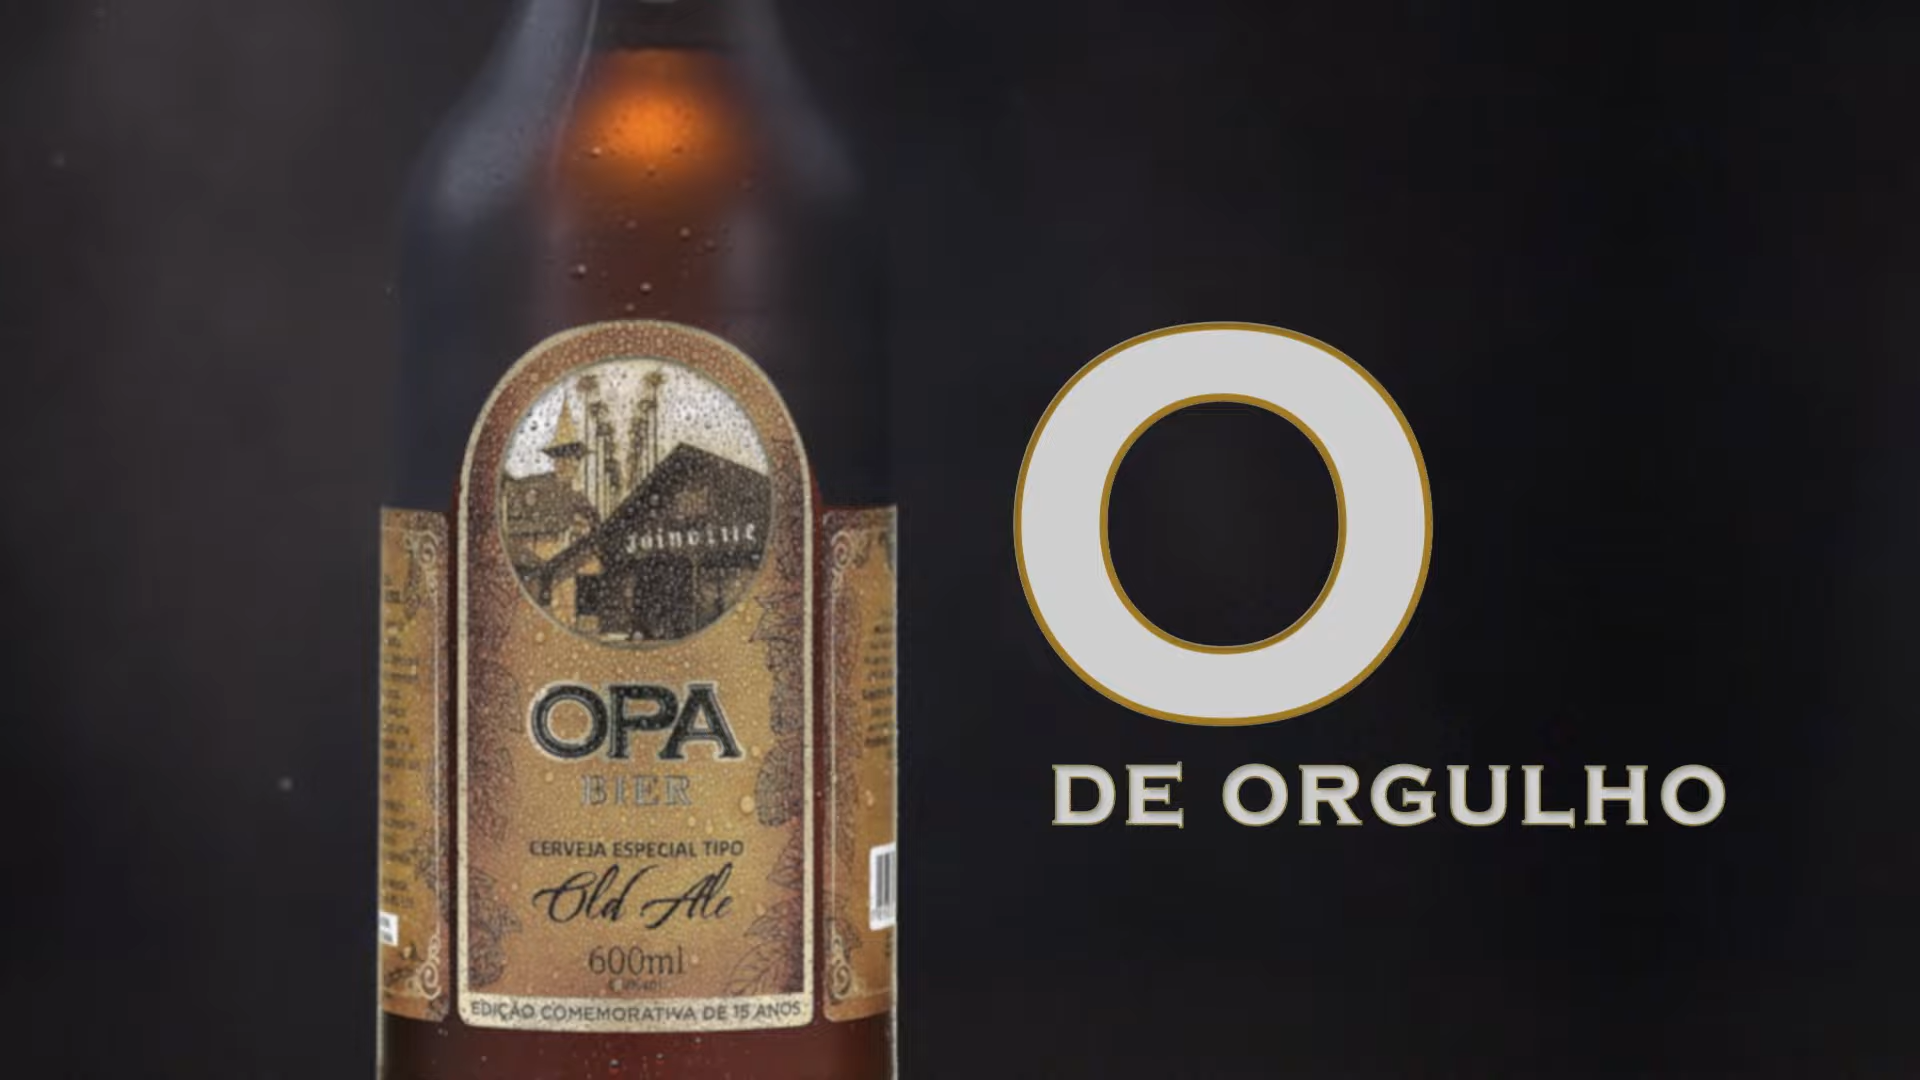 Joinville
OPA
BIER
CERVEJA ESPECIAL TIPO
Old Ale
600ml
EDIÇÃO COMEMORATIVA DE 15 ANOS
O
DE ORGULHO